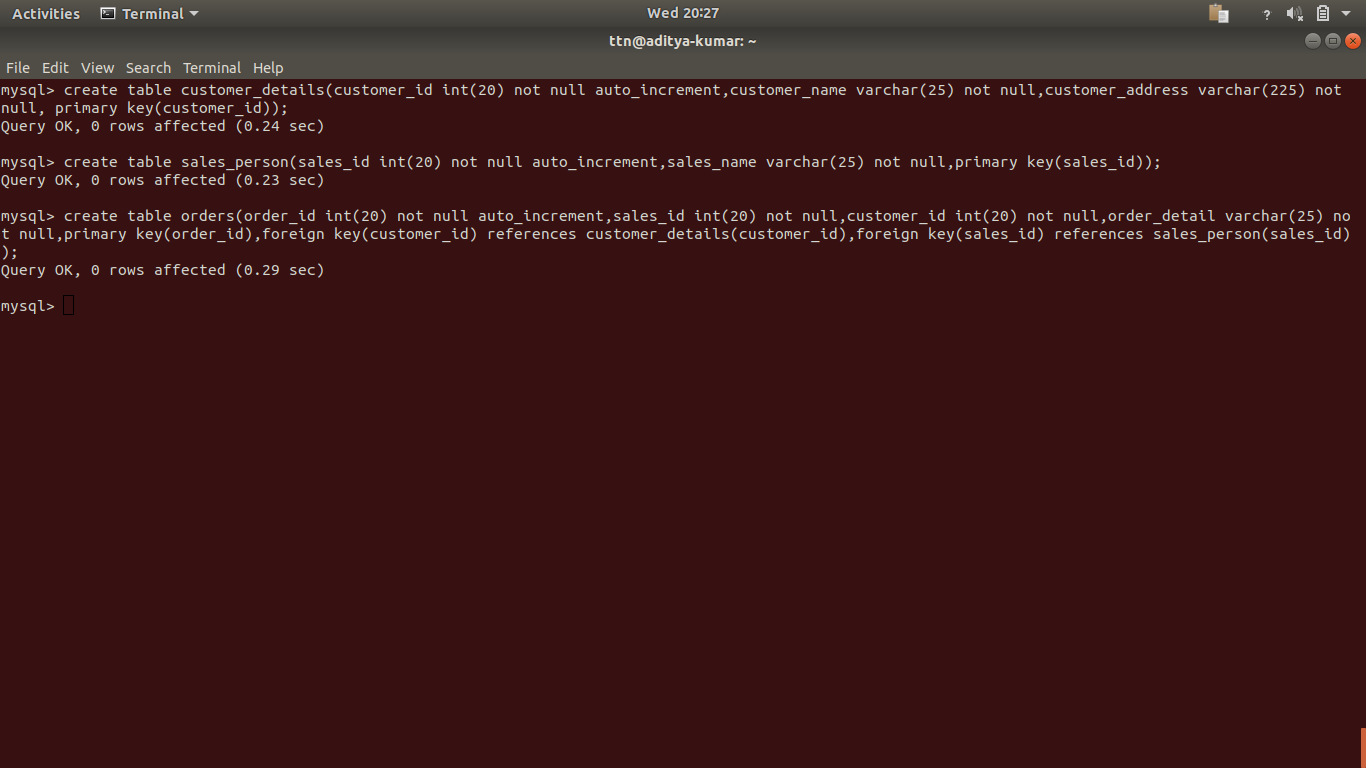 Activities Terminal Wed 20:27 ?
ttn@aditya-kumar: ~
File Edit View Search Terminal Help
mysql> create table customer_details(customer_id int(20) not null auto_increment,customer_name varchar(25) not null,customer_address varchar(225) not
null, primary key(customer_id));
Query OK, 0 rows affected (0.24 sec)
mysql> create table sales_person(sales_id int(20) not null auto_increment,sales_name varchar(25) not null,primary key(sales_id));
Query OK, 0 rows affected (0.23 sec)
mysql> create table orders(order_id int(20) not null auto_increment,sales_id int(20) not null,customer_id int(20) not null,order_detail varchar(25) no
t null,primary key(order_id),foreign key(customer_id) references customer_details(customer_id),foreign key(sales_id) references sales_person(sales_id)
);
Query OK, 0 rows affected (0.29 sec)
mysql>